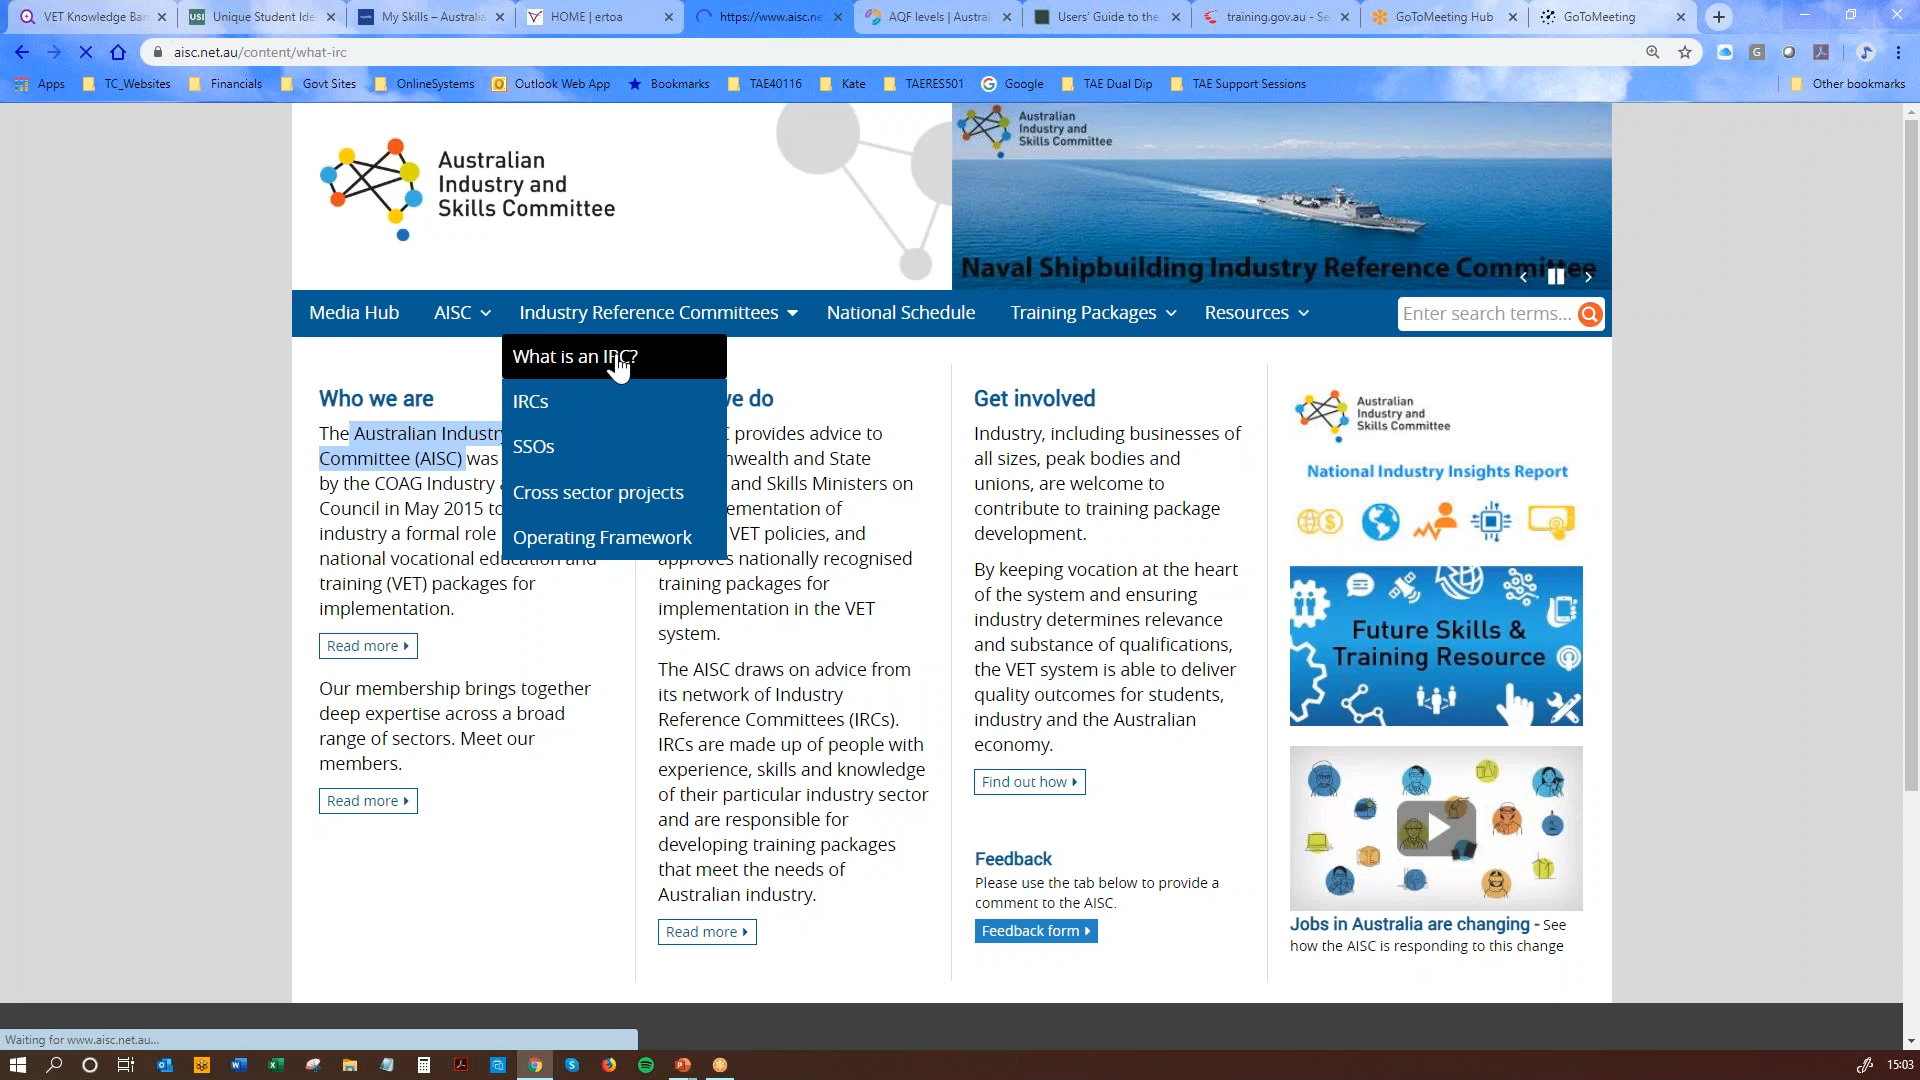 VET Knowledge Ban
Unique Student Ide
My Skills – Australia
HOME | ertoa
https://www.aisc.ne
AQF levels | Austral
Users' Guide to the
training.gov.au - Se
GoToMeeting Hub
GoToMeeting
aisc.net.au/content/what-irc
Apps
TC_Websites
Financials
Govt Sites
OnlineSystems
Outlook Web App
Bookmarks
TAE40116
Kate
TAERES501
Google
TAE Dual Dip
TAE Support Sessions
Other bookmarks
Australian
Industry and
Skills Committee
Australian
Industry and
Skills Committee
Naval Shipbuilding Industry Reference Committee
Media Hub
AISC
Industry Reference Committees
National Schedule
Training Packages
Resources
Enter search terms...
What is an IRC?
IRCs
SSOs
Cross sector projects
Operating Framework
Who we are
The Australian Industry
Committee (AISC) was
by the COAG Industry
Council in May 2015 to
industry a formal role
national vocational education and
training (VET) packages for
implementation.
Read more
Our membership brings together
deep expertise across a broad
range of sectors. Meet our
members.
Read more
we do
provides advice to
nwealth and State
and Skills Ministers on
ementation of
VET policies, and
approves nationally recognised
training packages for
implementation in the VET
system.
The AISC draws on advice from
its network of Industry
Reference Committees (IRCs).
IRCs are made up of people with
experience, skills and knowledge
of their particular industry sector
and are responsible for
developing training packages
that meet the needs of
Australian industry.
Read more
Get involved
Industry, including businesses of
all sizes, peak bodies and
unions, are welcome to
contribute to training package
development.
By keeping vocation at the heart
of the system and ensuring
industry determines relevance
and substance of qualifications,
the VET system is able to deliver
quality outcomes for students,
industry and the Australian
economy.
Find out how
Feedback
Please use the tab below to provide a
comment to the AISC.
Feedback form
Australian
Industry and
Skills Committee
National Industry Insights Report
Future Skills &
Training Resource
Jobs in Australia are changing - See
how the AISC is responding to this change
Waiting for www.aisc.net.au...
15:03